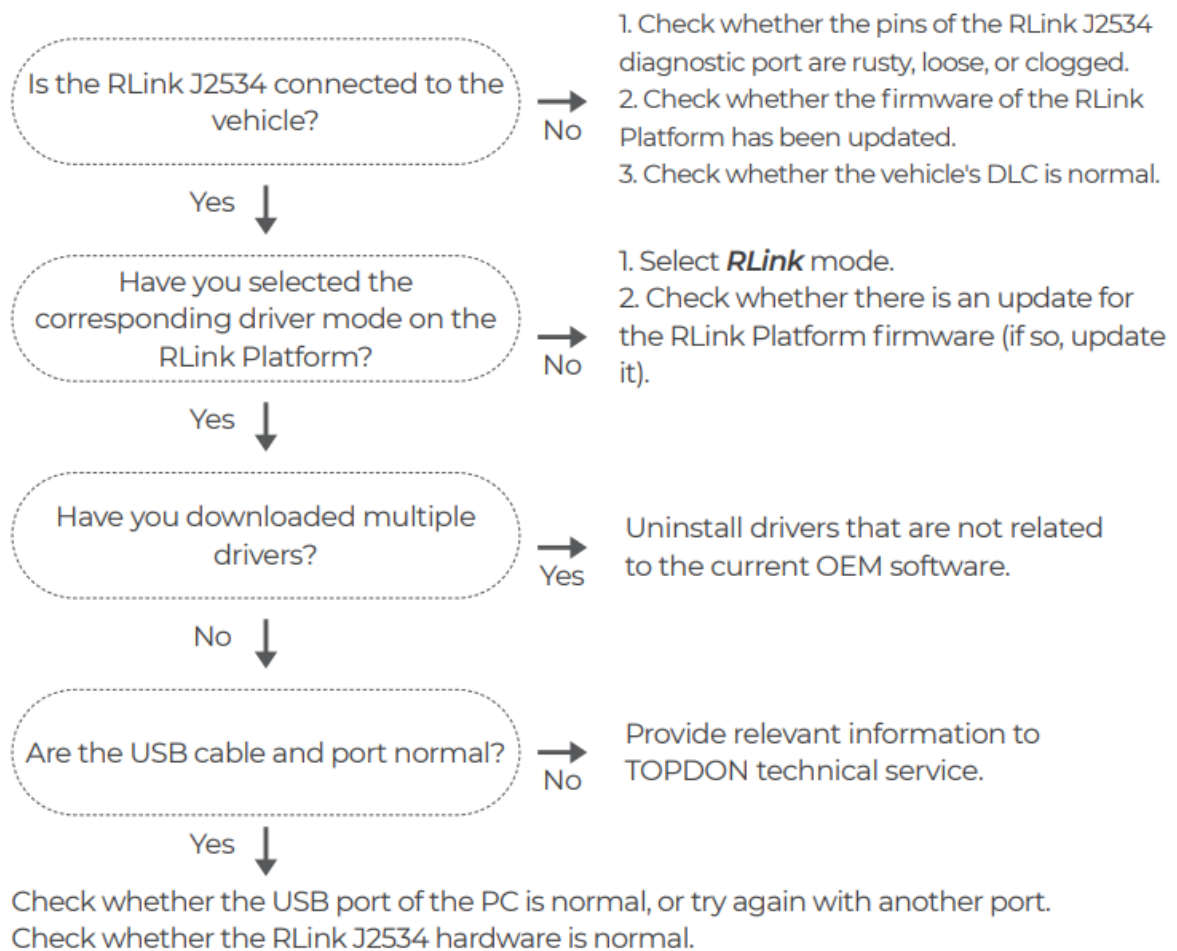 Is the RLink J2534 connected to the
vehicle?
No
1. Check whether the pins of the RLink J2534
diagnostic port are rusty, loose, or clogged.
2. Check whether the firmware of the RLink
Platform has been updated.
3. Check whether the vehicle's DLC is normal.
Yes
Have you selected the
corresponding driver mode on the
RLink Platform?
No
1. Select RLink mode.
2. Check whether there is an update for
the RLink Platform firmware (if so, update
it).
Yes
Have you downloaded multiple
drivers?
Yes
Uninstall drivers that are not related
to the current OEM software.
No
Are the USB cable and port normal?
No
Provide relevant information to
TOPDON technical service.
Yes
Check whether the USB port of the PC is normal, or try again with another port.
Check whether the RLink J2534 hardware is normal.